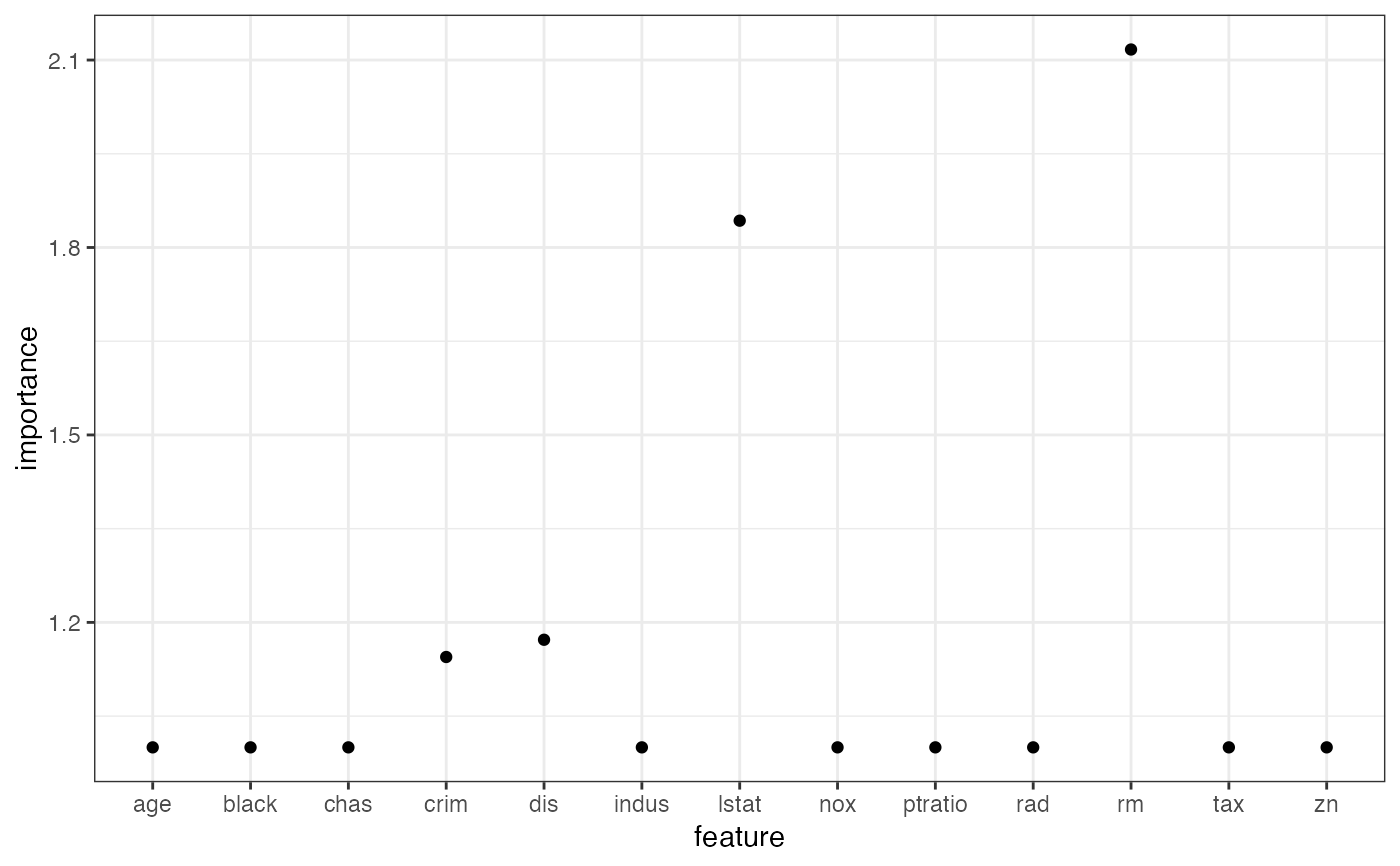 2.1
1.8
1.5
1.2
importance
age black chas crim dis indus lstat nox ptratio rad rm tax zn
feature